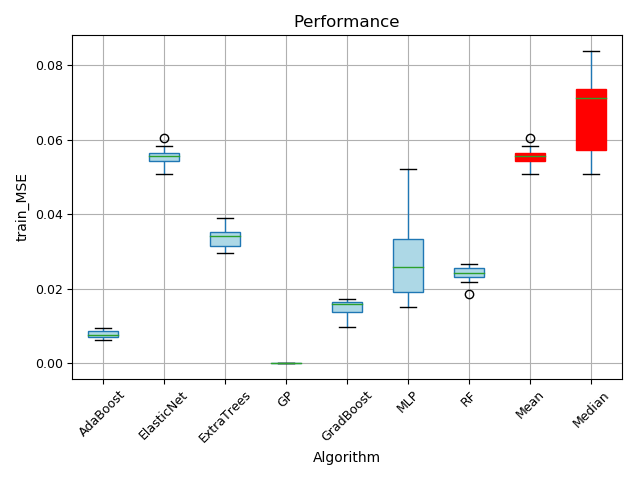 Performance
train_MSE
0.08
0.06
0.04
0.02
0.00
AdaBoost
ElasticNet
ExtraTrees
GP
GradBoost
MLP
RF
Mean
Median
Algorithm